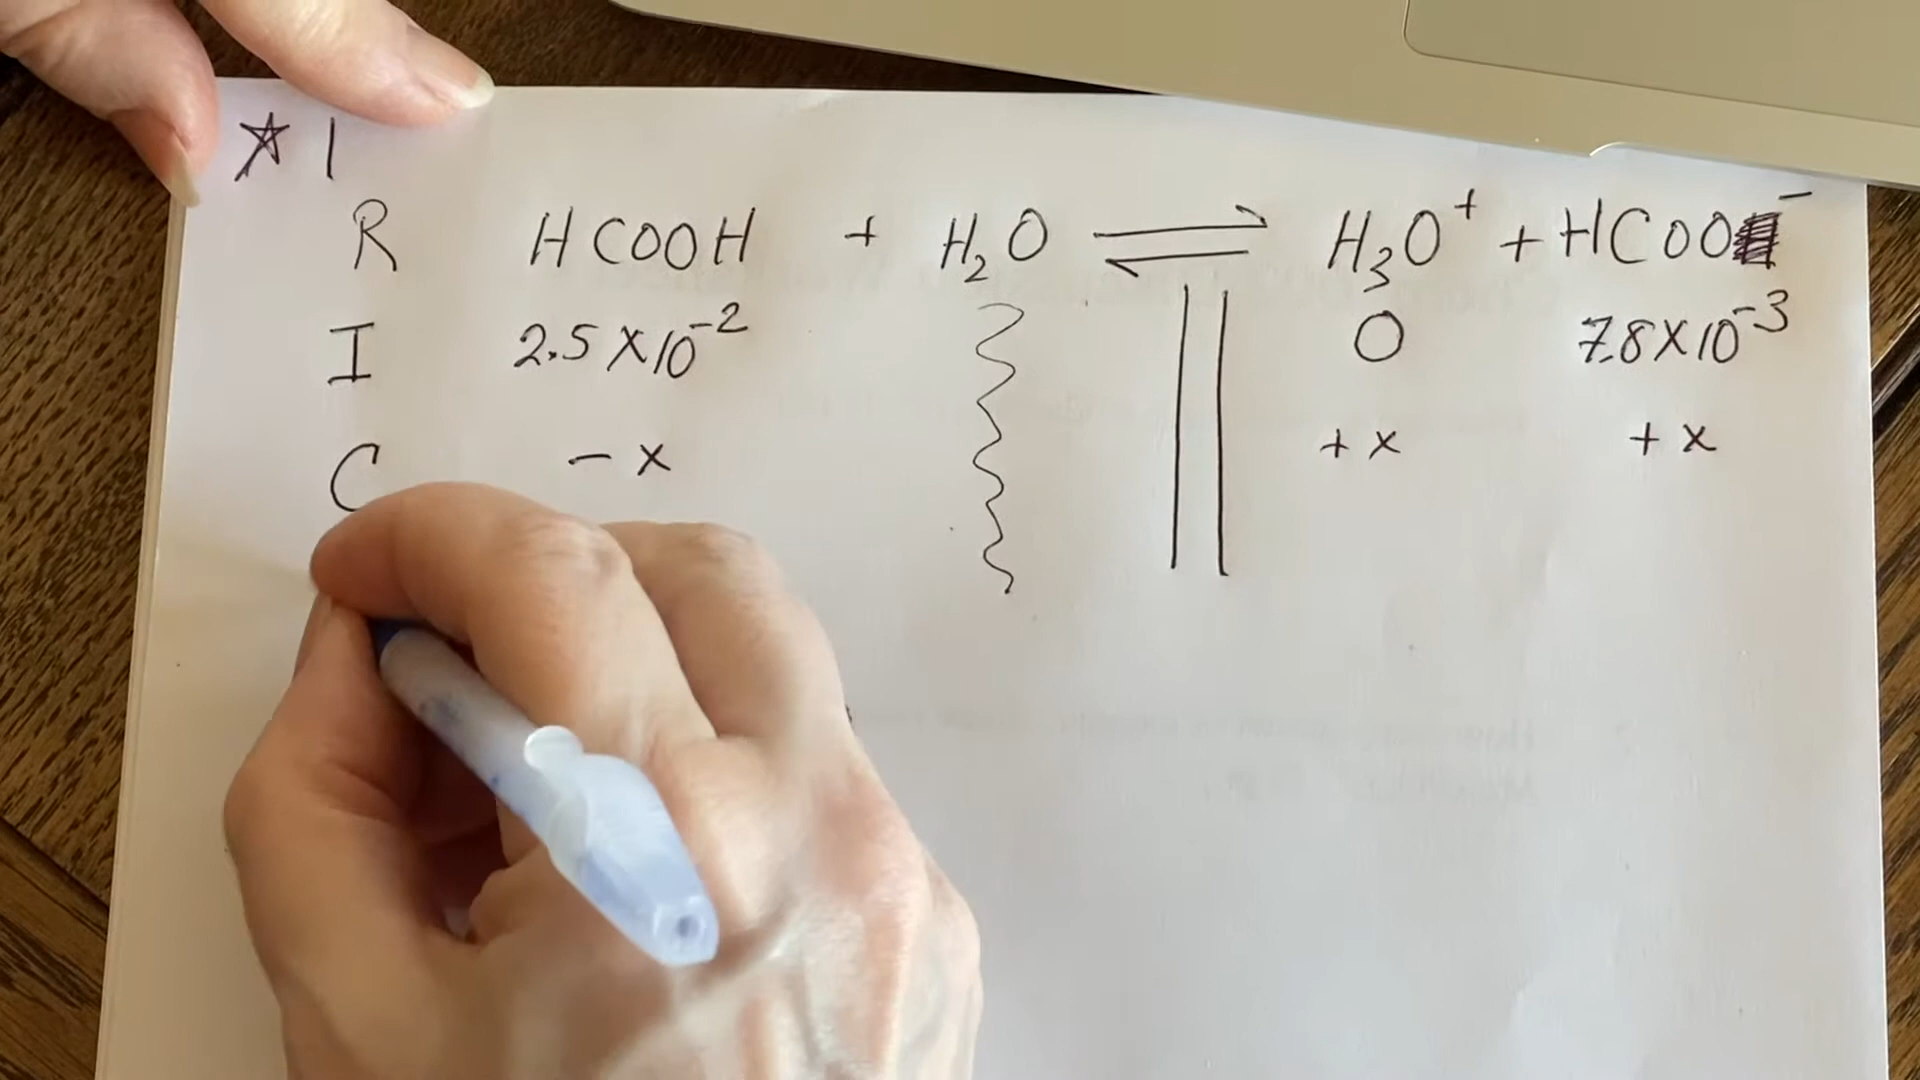 ☆ 1
R HCOOH + H₂O ⇌ H₃O⁺ + HCOO⁻
I 2.5 x 10⁻² 0 7.8 x 10⁻³
C - x + x + x